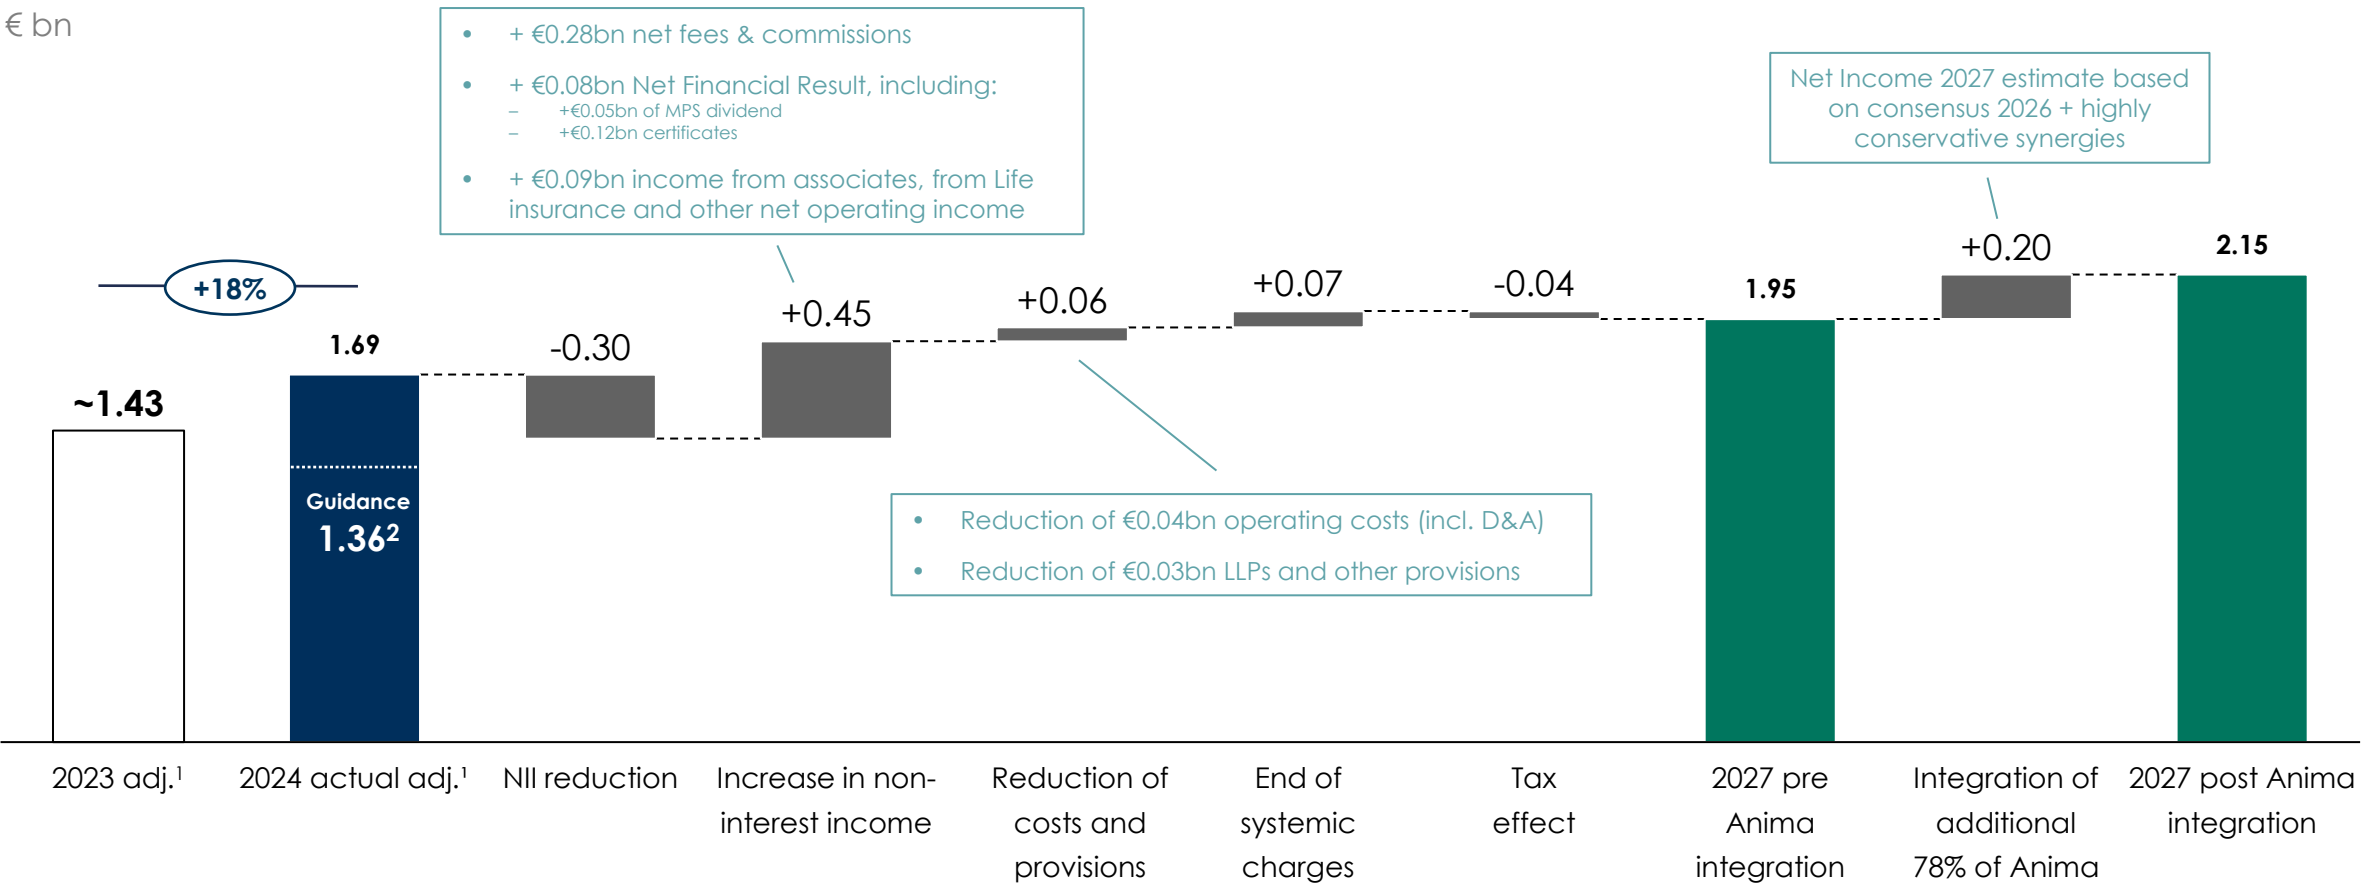 € bn
• + €0.28bn net fees & commissions
• + €0.08bn Net Financial Result, including:
– +€0.05bn of MPS dividend
– +€0.12bn certificates
• + €0.09bn income from associates, from Life
insurance and other net operating income
Net Income 2027 estimate based
on consensus 2026 + highly
conservative synergies
+18%
~1.43
1.69
-0.30
+0.45
+0.06
+0.07
-0.04
1.95
+0.20
2.15
Guidance
1.36²
• Reduction of €0.04bn operating costs (incl. D&A)
• Reduction of €0.03bn LLPs and other provisions
2023 adj.¹
2024 actual adj.¹
NII reduction
Increase in non-
interest income
Reduction of
costs and
provisions
End of
systemic
charges
Tax
effect
2027 pre
Anima
integration
Integration of
additional
78% of Anima
2027 post Anima
integration